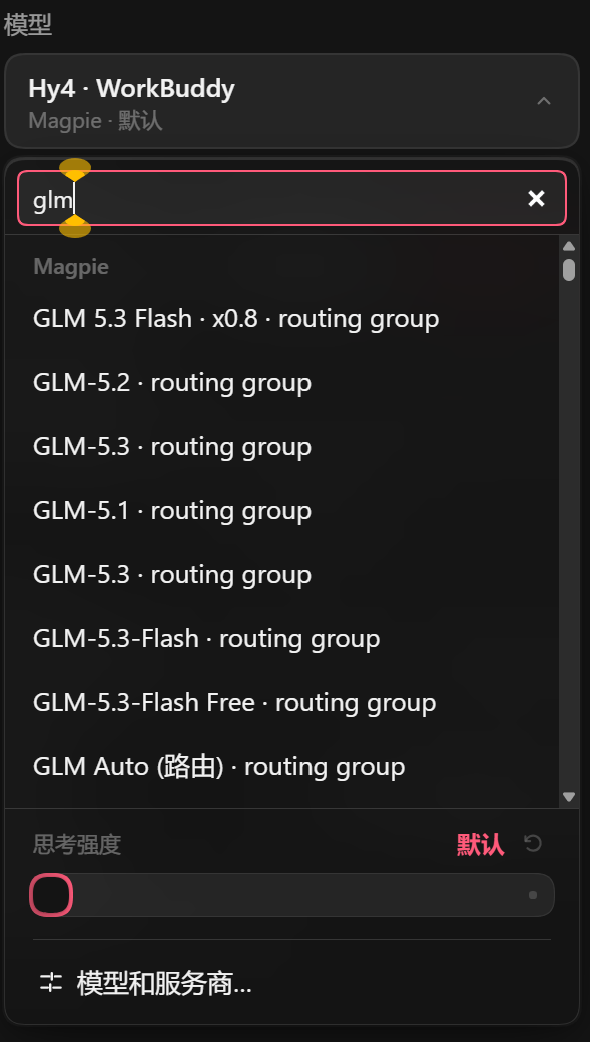 模型
Hy4 · WorkBuddy
Magpie · 默认
glm
Magpie
GLM 5.3 Flash · x0.8 · routing group
GLM-5.2 · routing group
GLM-5.3 · routing group
GLM-5.1 · routing group
GLM-5.3 · routing group
GLM-5.3-Flash · routing group
GLM-5.3-Flash Free · routing group
GLM Auto (路由) · routing group
思考强度 默认
模型和服务商...